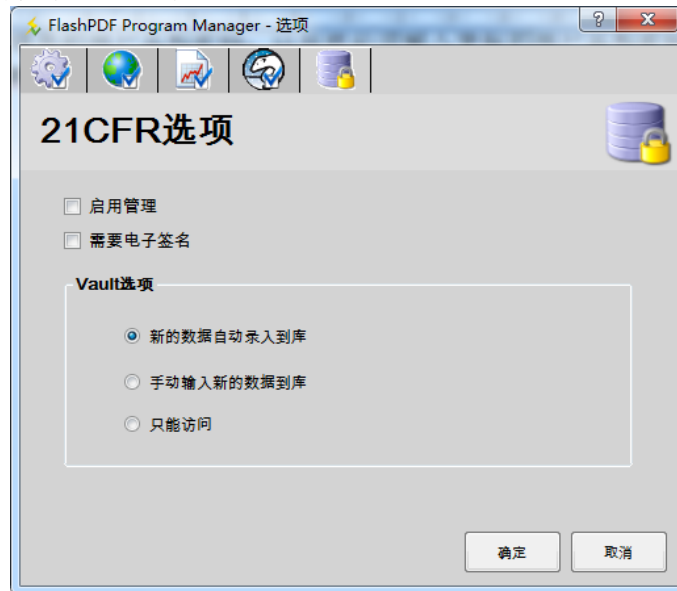 FlashPDF Program Manager - 选项
21CFR选项
启用管理
需要电子签名
Vault选项
新的数据自动录入到库
手动输入新的数据到库
只能访问
确定
取消